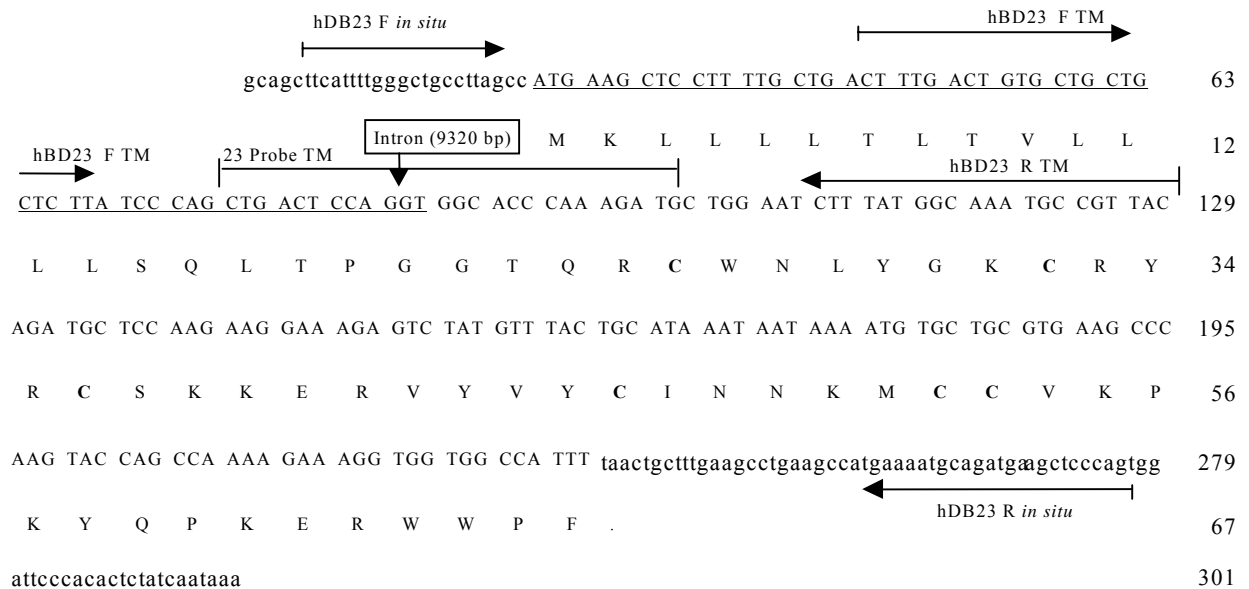 hDB23 F in situ hBD23 F TM
gcagcttcattttgggctgccttagcc ATG AAG CTC CTT TTG CTG ACT TTG ACT GTG CTG CTG 63
hBD23 F TM 23 Probe TM Intron (9320 bp) M K L L L L T L T V L L 12
hBD23 R TM
CTC TTA TCC CAG CTG ACT CCA GGT GGC ACC CAA AGA TGC TGG AAT CTT TAT GGC AAA TGC CGT TAC 129
L L S Q L T P G G T Q R C W N L Y G K C R Y 34
AGA TGC TCC AAG AAG GAA AGA GTC TAT GTT TAC TGC ATA AAT AAT AAA ATG TGC TGC GTG AAG CCC 195
R C S K K E R V Y V Y C I N N K M C C V K P 56
AAG TAC CAG CCA AAA GAA AGG TGG TGG CCA TTT taactgctttgaagcctgaagccatgaaaatgcagatgaagctcccagtgg 279
hDB23 R in situ
K Y Q P K E R W W P F . 67
attcccacactctatcaataaa 301